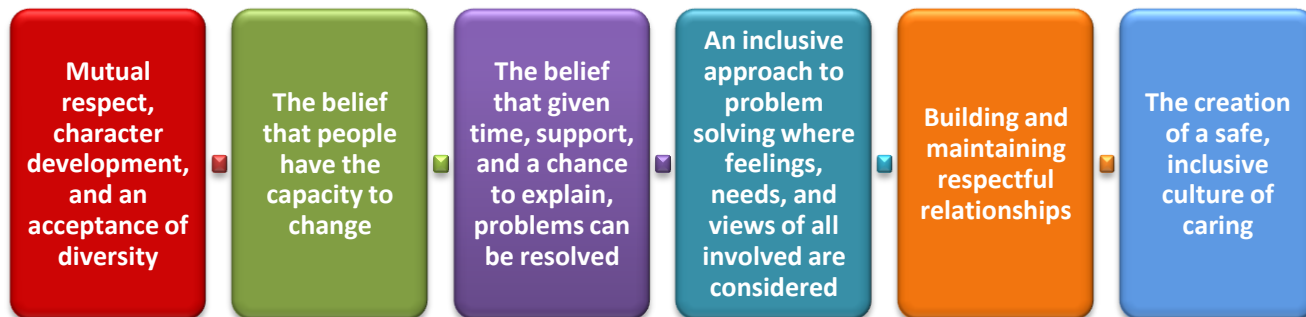 Mutual
respect,
character
development,
and an
acceptance of
diversity
The belief
that people
have the
capacity to
change
The belief
that given
time, support,
and a chance
to explain,
problems can
be resolved
An inclusive
approach to
problem
solving where
feelings,
needs, and
views of all
involved are
considered
Building and
maintaining
respectful
relationships
The creation
of a safe,
inclusive
culture of
caring